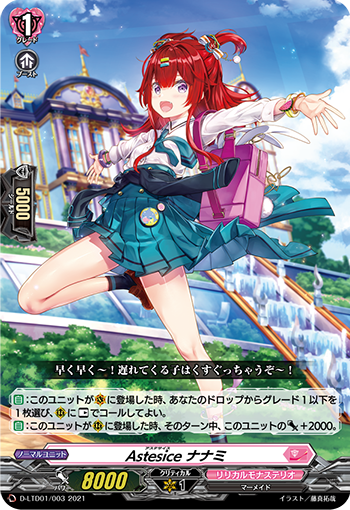 1
グレード
ブースト
5000
シールド
早く早く~!遅れてくる子はくすぐっちゃうぞ~!
自:このユニットがRに登場した時、あなたのドロップからグレード1以下を
1枚選び、Rにコールしてよい。
自:このユニットがRに登場した時、そのターン中、このユニットの+2000。
ノーマルユニット
アステサイス
Astesice ナナミ
リリカルモナステリオ
パワー
8000
クリティカル
1
マーメイド
D-LTD01/003 2021
イラスト/藤真拓哉